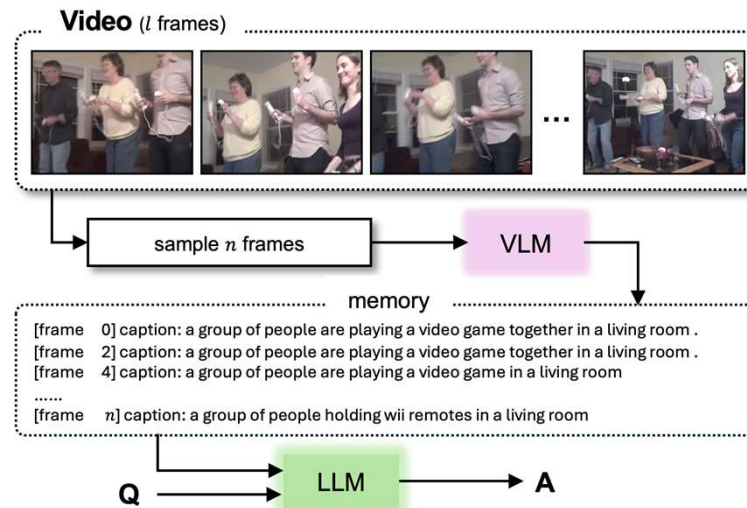 Video (l frames)
...
sample n frames
VLM
memory
[frame 0] caption: a group of people are playing a video game together in a living room .
[frame 2] caption: a group of people are playing a video game together in a living room .
[frame 4] caption: a group of people are playing a video game in a living room
......
[frame n] caption: a group of people holding wii remotes in a living room
Q
LLM
A